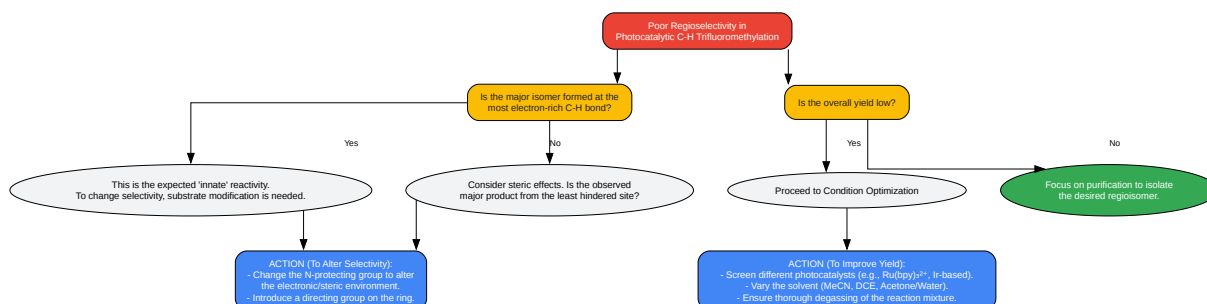 Poor Regioselectivity in
Photocatalytic C-H Trifluoromethylation
Is the major isomer formed at the
most electron-rich C-H bond?
Is the overall yield low?
Yes
No
Yes
No
This is the expected 'innate' reactivity.
To change selectivity, substrate modification is needed.
Consider steric effects. Is the observed
major product from the least hindered site?
Proceed to Condition Optimization
Focus on purification to isolate
the desired regioisomer.
ACTION (To Alter Selectivity):
- Change the N-protecting group to alter
the electronic/steric environment.
- Introduce a directing group on the ring.
ACTION (To Improve Yield):
- Screen different photocatalysts (e.g., Ru(bpy)₃²⁺, Ir-based).
- Vary the solvent (MeCN, DCE, Acetone/Water).
- Ensure thorough degassing of the reaction mixture.